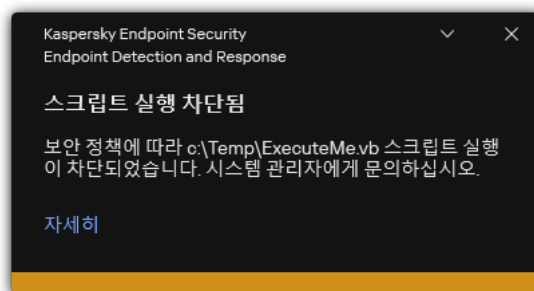 Kaspersky Endpoint Security
Endpoint Detection and Response
스크립트 실행 차단됨
보안 정책에 따라 c:\Temp\ExecuteMe.vb 스크립트 실행
이 차단되었습니다. 시스템 관리자에게 문의하십시오.
자세히